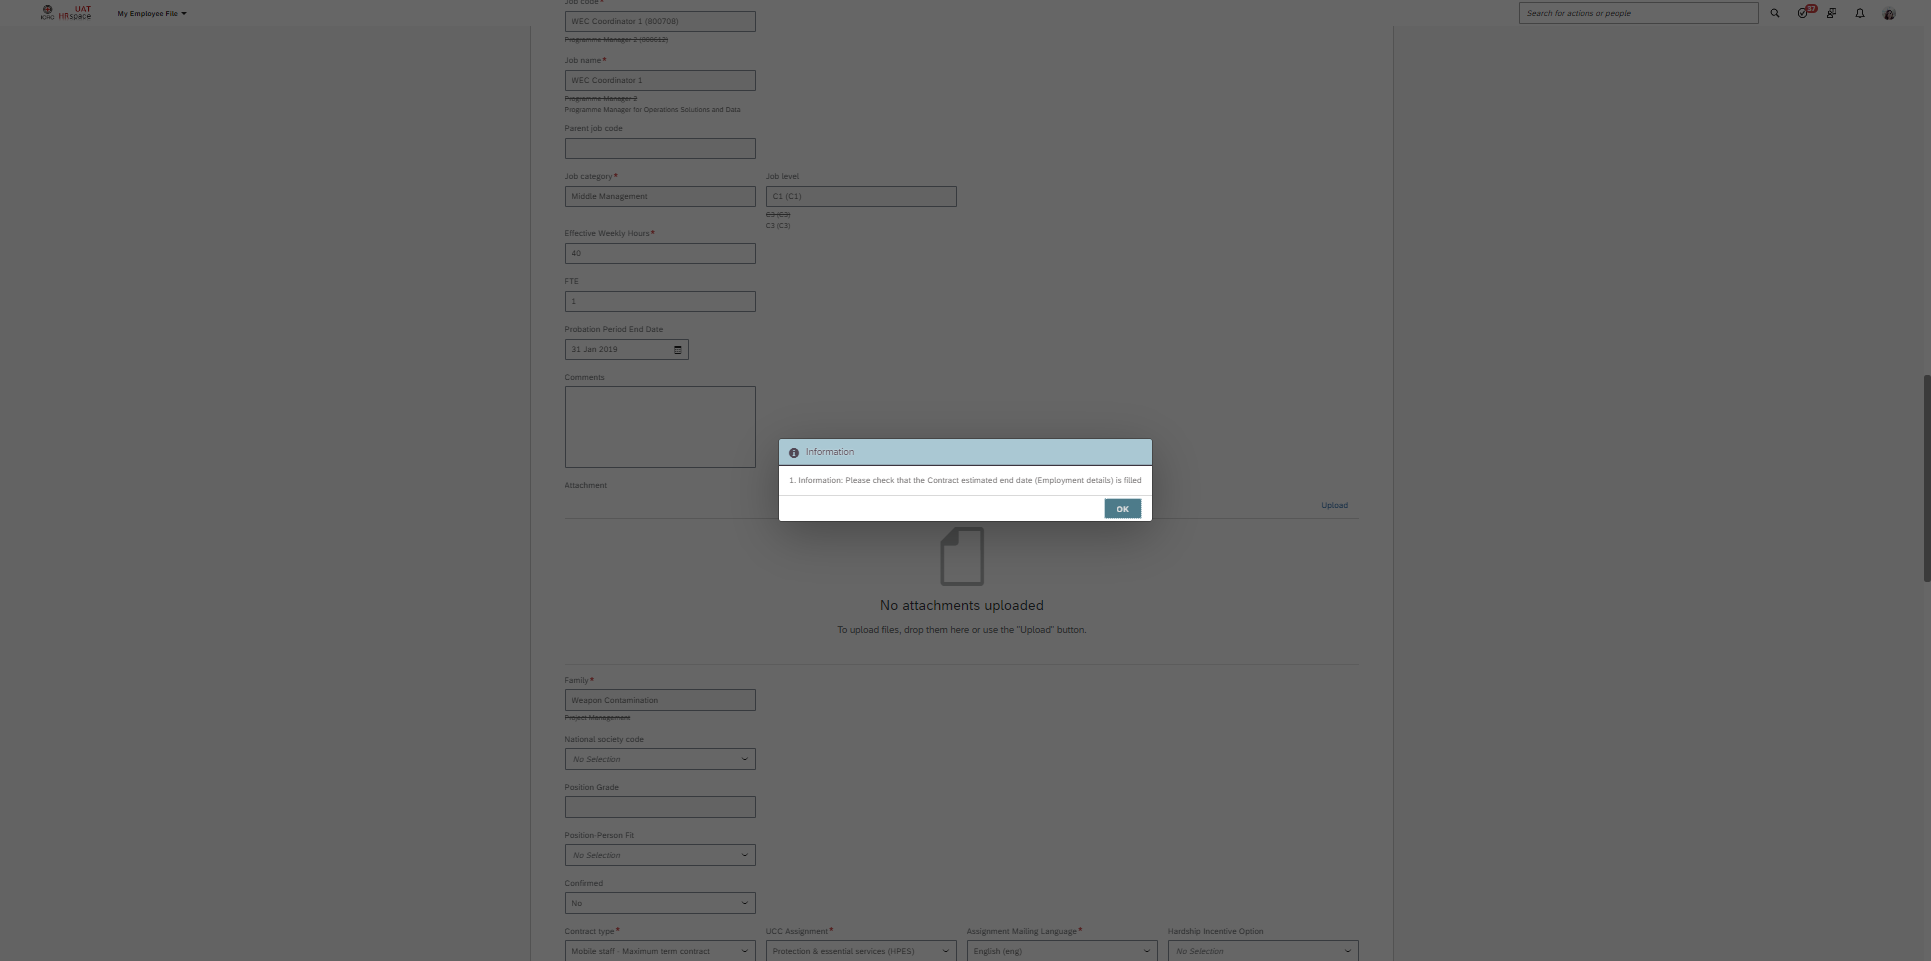 ICRC
UAT
HRspace
My Employee File
Search for actions or people
37
Job code*
WEC Coordinator 1 (800708)
Programme Manager 2 (800612)
Job name*
WEC Coordinator 1
Programme Manager 2
Programme Manager for Operations Solutions and Data
Parent job code
Job category*
Job level
Middle Management
C1 (C1)
C3 (C3)
Effective Weekly Hours*
40
FTE
1
Probation Period End Date
31 Jan 2019
Comments
Information
1. Information: Please check that the Contract estimated end date (Employment details) is filled
OK
Attachment
Upload
No attachments uploaded
To upload files, drop them here or use the "Upload" button.
Family*
Weapon Contamination
Project Management
National society code
No Selection
Position Grade
Position-Person Fit
No Selection
Confirmed
No
Contract type*
UCC Assignment*
Assignment Mailing Language*
Hardship Incentive Option
Mobile staff - Maximum term contract
Protection & essential services (HPES)
English (eng)
No Selection